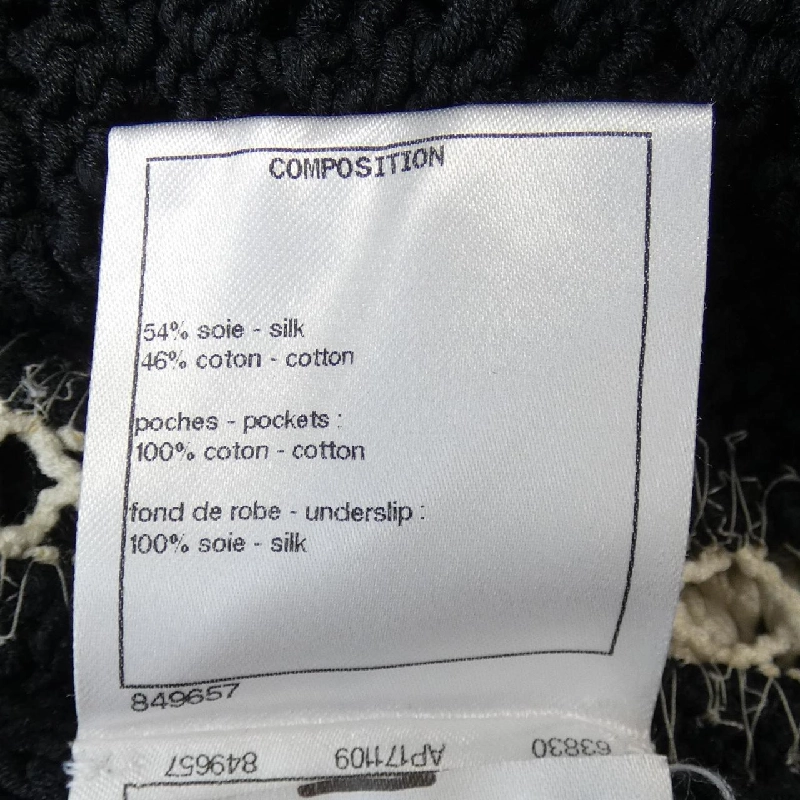 COMPOSITION
54% soie - silk
46% coton - cotton
poches - pockets :
100% coton - cotton
fond de robe - underslip :
100% soie - silk
849657
63830 AP171109 849657